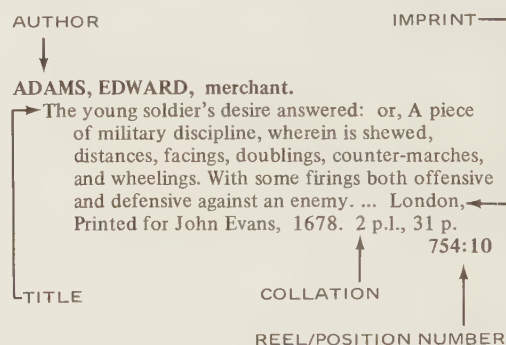 AUTHOR
IMPRINT
ADAMS, EDWARD, merchant.
The young soldier's desire answered: or, A piece
of military discipline, wherein is shewed,
distances, facings, doublings, counter-marches,
and wheelings. With some firings both offensive
and defensive against an enemy. ... London,
Printed for John Evans, 1678. 2 p.l., 31 p.
754:10
TITLE
COLLATION
REEL/POSITION NUMBER